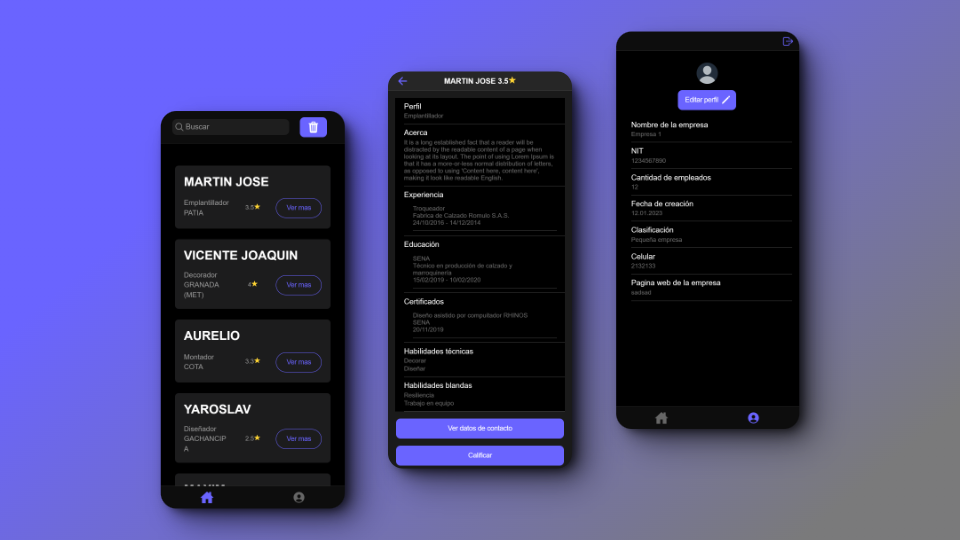 Buscar
MARTIN JOSE
Emplantillador
PATIA
3.5
Ver mas
VICENTE JOAQUIN
Decorador
GRANADA
(MET)
4
Ver mas
AURELIO
Montador
COTA
3.3
Ver mas
YAROSLAV
Diseñador
GACHANCIP
A
2.5
Ver mas
MARTIN JOSE 3.5
Perfil
Emplantillador
Acerca
It is a long established fact that a reader will be
distracted by the readable content of a page when
looking at its layout. The point of using Lorem Ipsum is
that it has a more-or-less normal distribution of letters,
as opposed to using 'Content here, content here',
making it look like readable English.
Experiencia
Troqueador
Fabrica de Calzado Romulo S.A.S.
24/10/2016 - 14/12/2014
Educación
SENA
Técnico en producción de calzado y
marroquinería
15/02/2019 - 10/02/2020
Certificados
Diseño asistido por computador RHINOS
SENA
20/11/2019
Habilidades técnicas
Decorar
Diseñar
Habilidades blandas
Resiliencia
Trabajo en equipo
Ver datos de contacto
Calificar
Editar perfil
Nombre de la empresa
Empresa 1
NIT
1234567890
Cantidad de empleados
12
Fecha de creación
12.01.2023
Clasificación
Pequeña empresa
Celular
2132133
Pagina web de la empresa